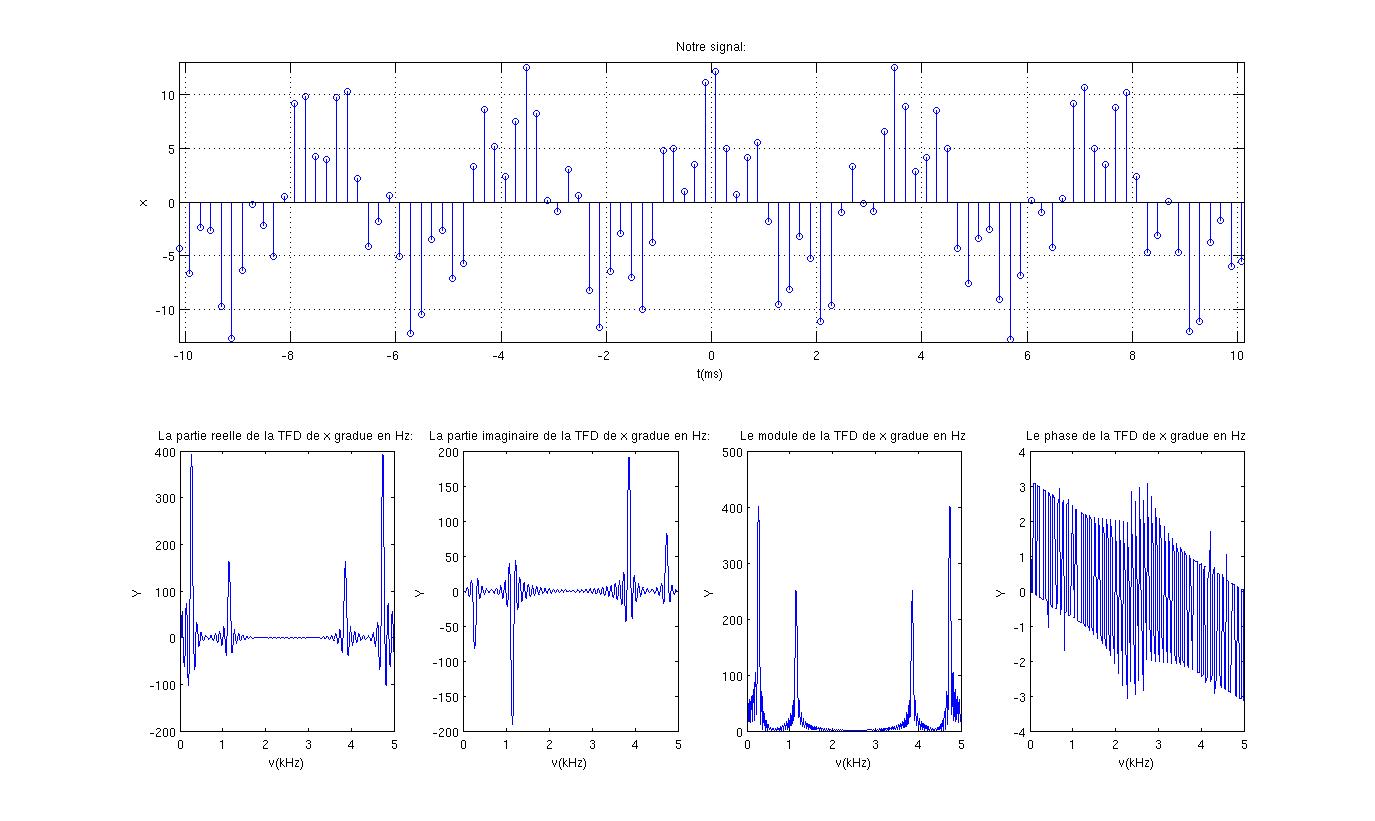 Notre signal:
10
5
0
-5
-10
x
-10 -8 -6 -4 -2 0 2 4 6 8 10
t(ms)
La partie reelle de la TFD de x gradue en Hz:
400
300
200
100
0
-100
-200
Y
0 1 2 3 4 5
v(kHz)
La partie imaginaire de la TFD de x gradue en Hz:
200
150
100
50
0
-50
-100
-150
-200
Y
0 1 2 3 4 5
v(kHz)
Le module de la TFD de x gradue en Hz
500
400
300
200
100
0
Y
0 1 2 3 4 5
v(kHz)
Le phase de la TFD de x gradue en Hz
4
3
2
1
0
-1
-2
-3
-4
Y
0 1 2 3 4 5
v(kHz)